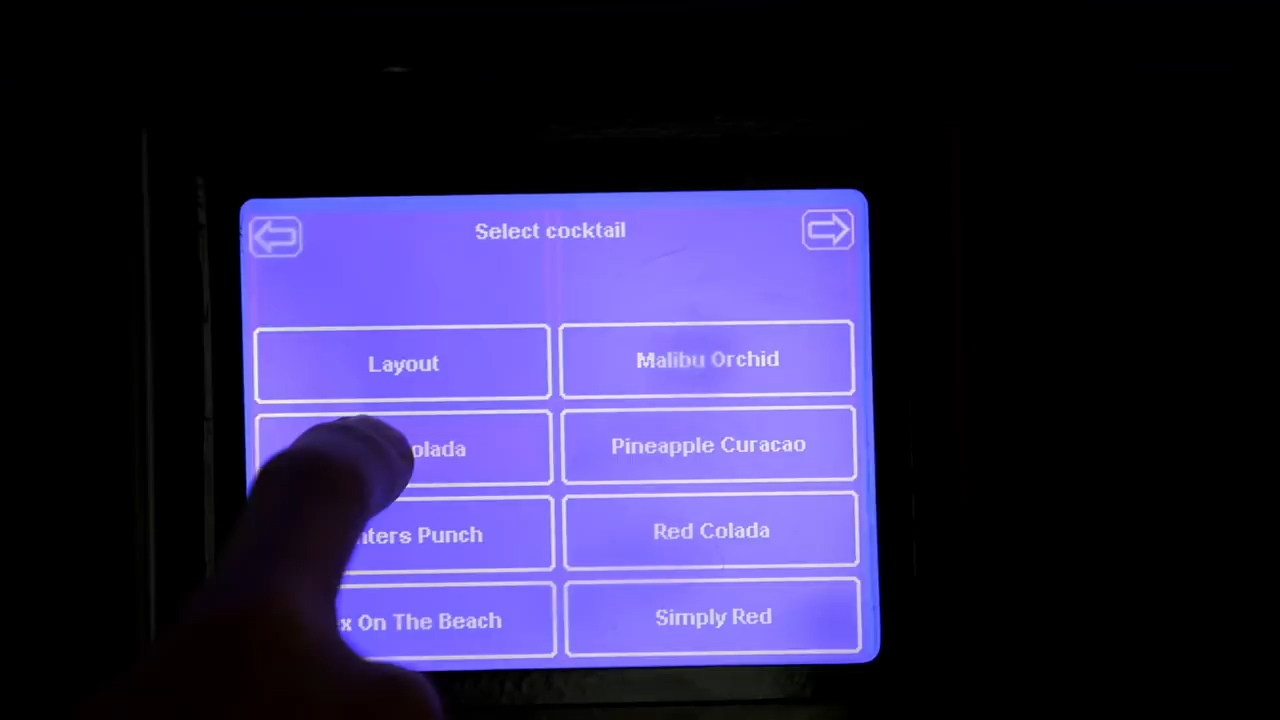 Select cocktail
Layout
Malibu Orchid
olada
Pineapple Curacao
nters Punch
Red Colada
x On The Beach
Simply Red